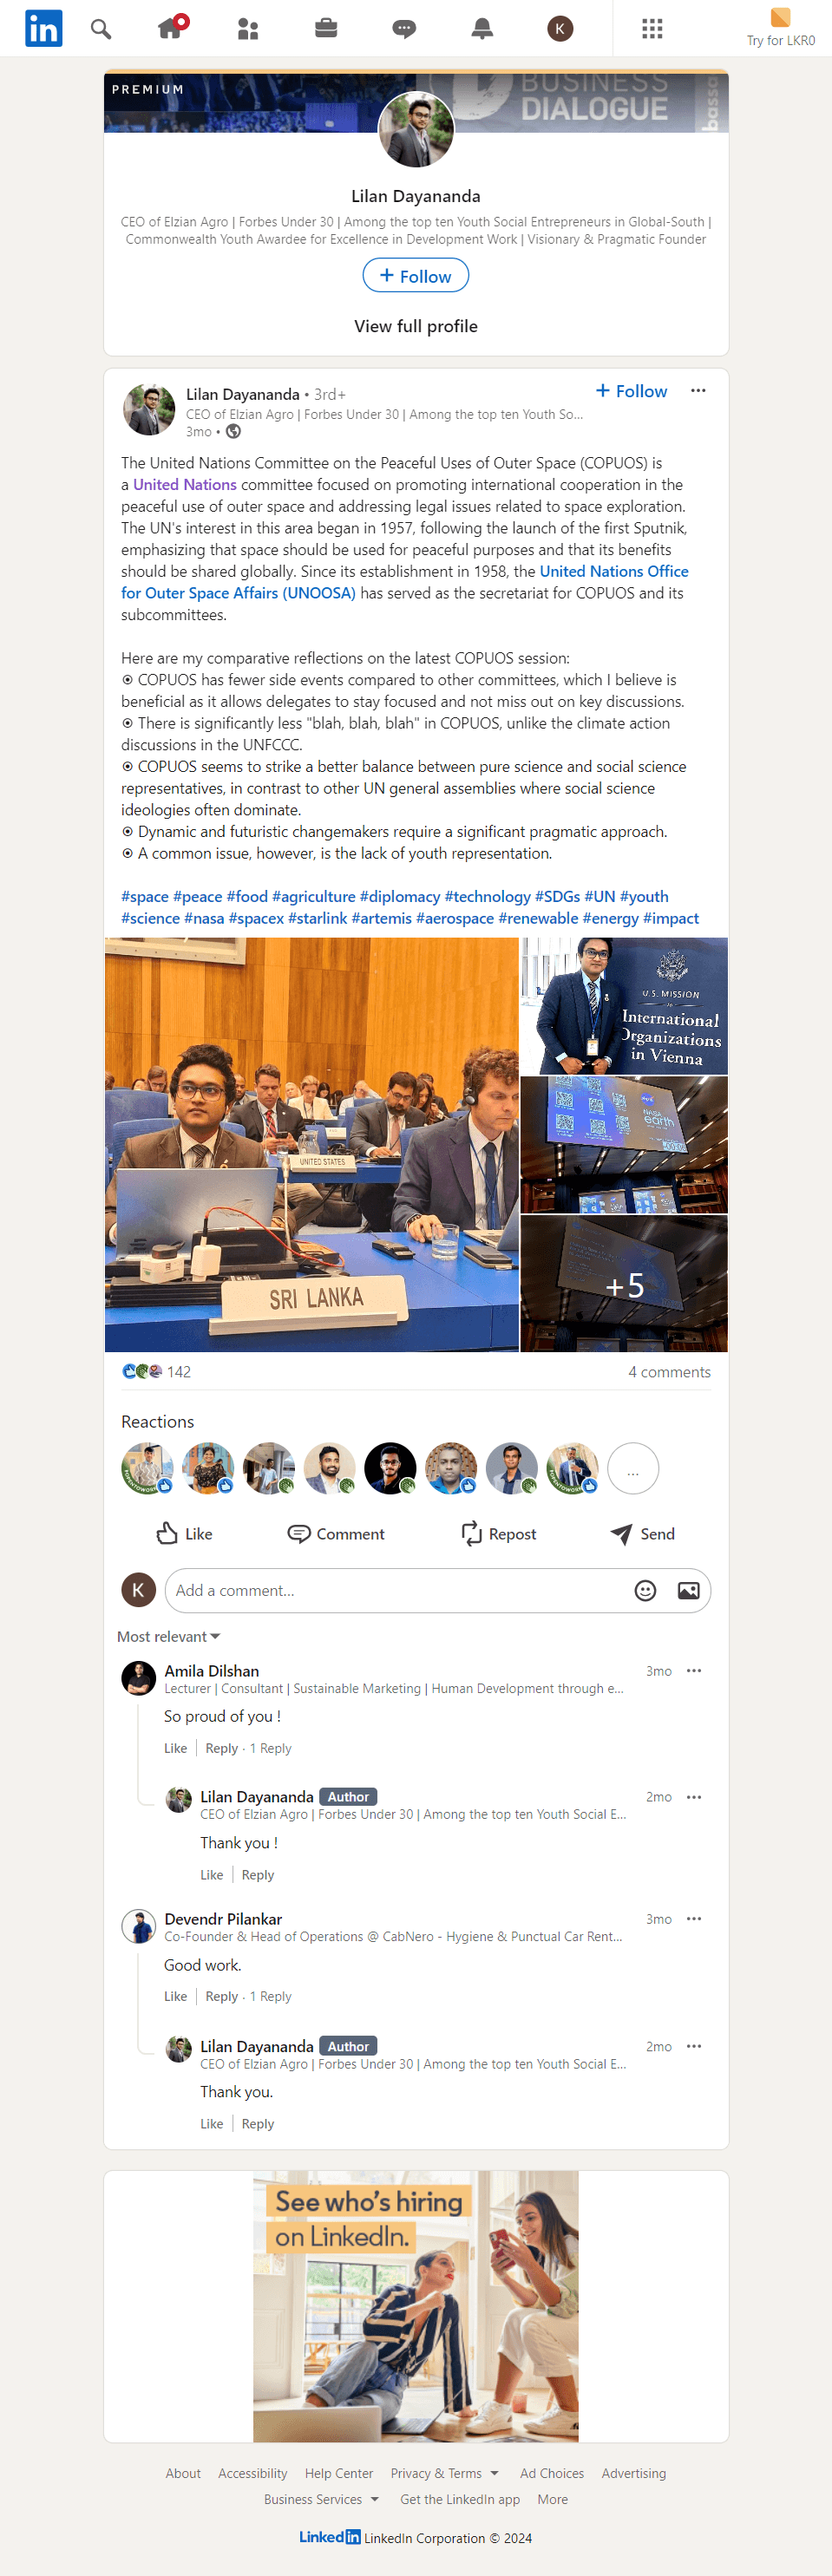 in
K
Try for LKR0
PREMIUM
BUSINESS
DIALOGUE
bassa
Lilan Dayananda
CEO of Elzian Agro | Forbes Under 30 | Among the top ten Youth Social Entrepreneurs in Global-South |
Commonwealth Youth Awardee for Excellence in Development Work | Visionary & Pragmatic Founder
+ Follow
View full profile
Lilan Dayananda • 3rd+
+ Follow
CEO of Elzian Agro | Forbes Under 30 | Among the top ten Youth So...
3mo •
The United Nations Committee on the Peaceful Uses of Outer Space (COPUOS) is
a United Nations committee focused on promoting international cooperation in the
peaceful use of outer space and addressing legal issues related to space exploration.
The UN's interest in this area began in 1957, following the launch of the first Sputnik,
emphasizing that space should be used for peaceful purposes and that its benefits
should be shared globally. Since its establishment in 1958, the United Nations Office
for Outer Space Affairs (UNOOSA) has served as the secretariat for COPUOS and its
subcommittees.
Here are my comparative reflections on the latest COPUOS session:
⦿ COPUOS has fewer side events compared to other committees, which I believe is
beneficial as it allows delegates to stay focused and not miss out on key discussions.
⦿ There is significantly less "blah, blah, blah" in COPUOS, unlike the climate action
discussions in the UNFCCC.
⦿ COPUOS seems to strike a better balance between pure science and social science
representatives, in contrast to other UN general assemblies where social science
ideologies often dominate.
⦿ Dynamic and futuristic changemakers require a significant pragmatic approach.
⦿ A common issue, however, is the lack of youth representation.
#space #peace #food #agriculture #diplomacy #technology #SDGs #UN #youth
#science #nasa #spacex #starlink #artemis #aerospace #renewable #energy #impact
UNITED STATES
SRI LANKA
U.S. MISSION
International
Organizations
in Vienna
NASA
earth
+5
142
4 comments
Reactions
...
Like
Comment
Repost
Send
K
Add a comment...
Most relevant
Amila Dilshan
3mo
Lecturer | Consultant | Sustainable Marketing | Human Development through e...
So proud of you !
Like | Reply · 1 Reply
Lilan Dayananda Author
2mo
CEO of Elzian Agro | Forbes Under 30 | Among the top ten Youth Social E...
Thank you !
Like | Reply
Devendr Pilankar
3mo
Co-Founder & Head of Operations @ CabNero - Hygiene & Punctual Car Rent...
Good work.
Like | Reply · 1 Reply
Lilan Dayananda Author
2mo
CEO of Elzian Agro | Forbes Under 30 | Among the top ten Youth Social E...
Thank you.
Like | Reply
See who's hiring
on LinkedIn.
About Accessibility Help Center Privacy & Terms Ad Choices Advertising
Business Services Get the LinkedIn app More
LinkedIn LinkedIn Corporation © 2024